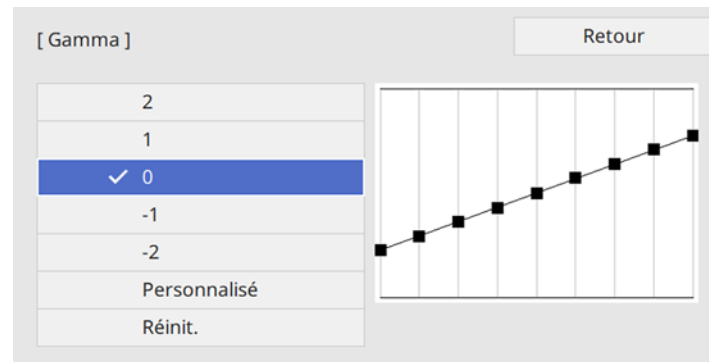 [ Gamma ]
Retour
2
1
0
-1
-2
Personnalisé
Réinit.